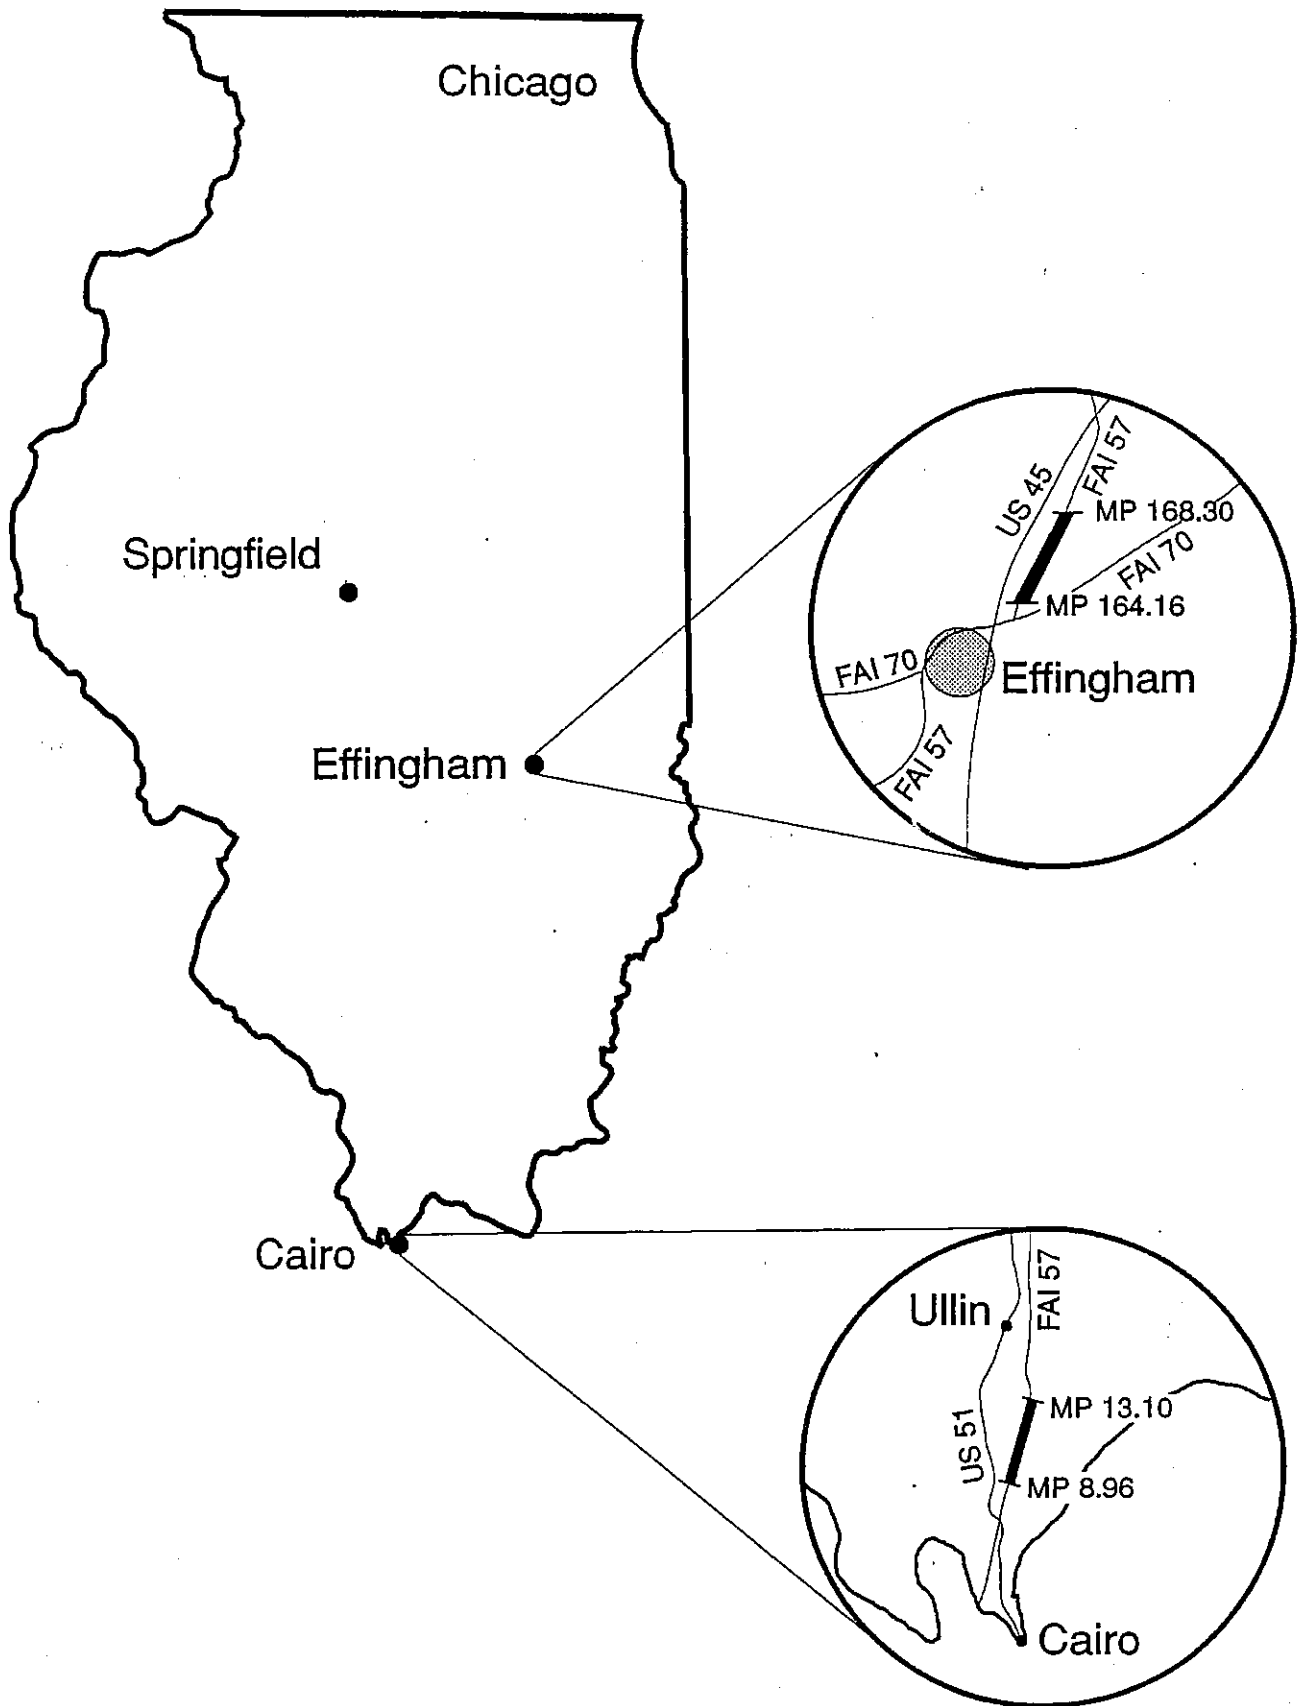 Chicago
US 45
FAI 57
MP 168.30
FAI 70
MP 164.16
Springfield
FAI 70
Effingham
FAI 57
Effingham
Cairo
FAI 57
Ullin
MP 13.10
US 51
MP 8.96
Cairo